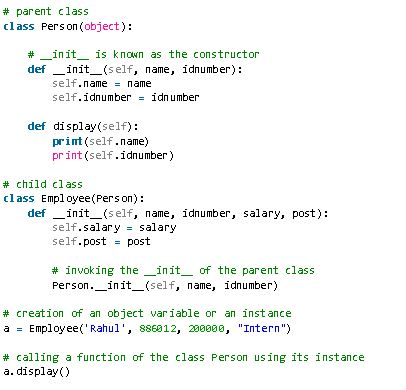 # parent class
class Person(object):
    # __init__ is known as the constructor
    def __init__(self, name, idnumber):
        self.name = name
        self.idnumber = idnumber
    def display(self):
        print(self.name)
        print(self.idnumber)
# child class
class Employee(Person):
    def __init__(self, name, idnumber, salary, post):
        self.salary = salary
        self.post = post
        # invoking the __init__ of the parent class
        Person.__init__(self, name, idnumber)
# creation of an object variable or an instance
a = Employee('Rahul', 886012, 200000, "Intern")
# calling a function of the class Person using its instance
a.display()